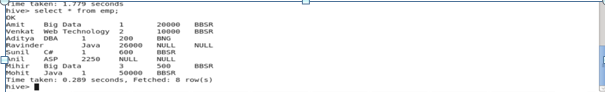 Time taken: 1.779 seconds
hive> select * from emp;
OK
Amit Big Data 1 20000 BBSR
Venkat Web Technology 2 10000 BBSR
Aditya DBA 1 200 BNG
Ravinder Java 26000 NULL NULL
Sunil C# 1 600 BBSR
Anil ASP 2250 NULL NULL
Mihir Big Data 3 500 BBSR
Mohit Java 1 50000 BBSR
Time taken: 0.289 seconds, Fetched: 8 row(s)
hive>